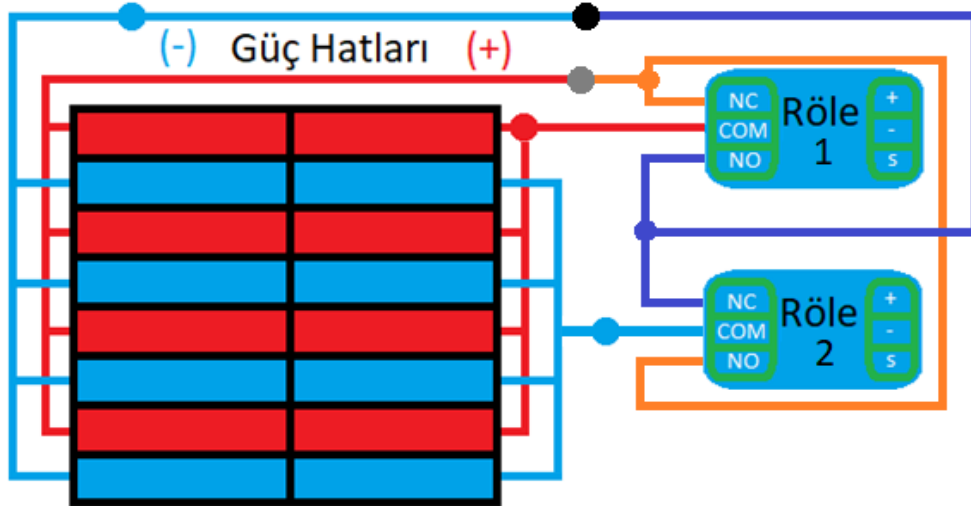 (-) Güç Hatları (+)
NC
COM
NO
Röle
1
+
-
s
NC
COM
NO
Röle
2
+
-
s